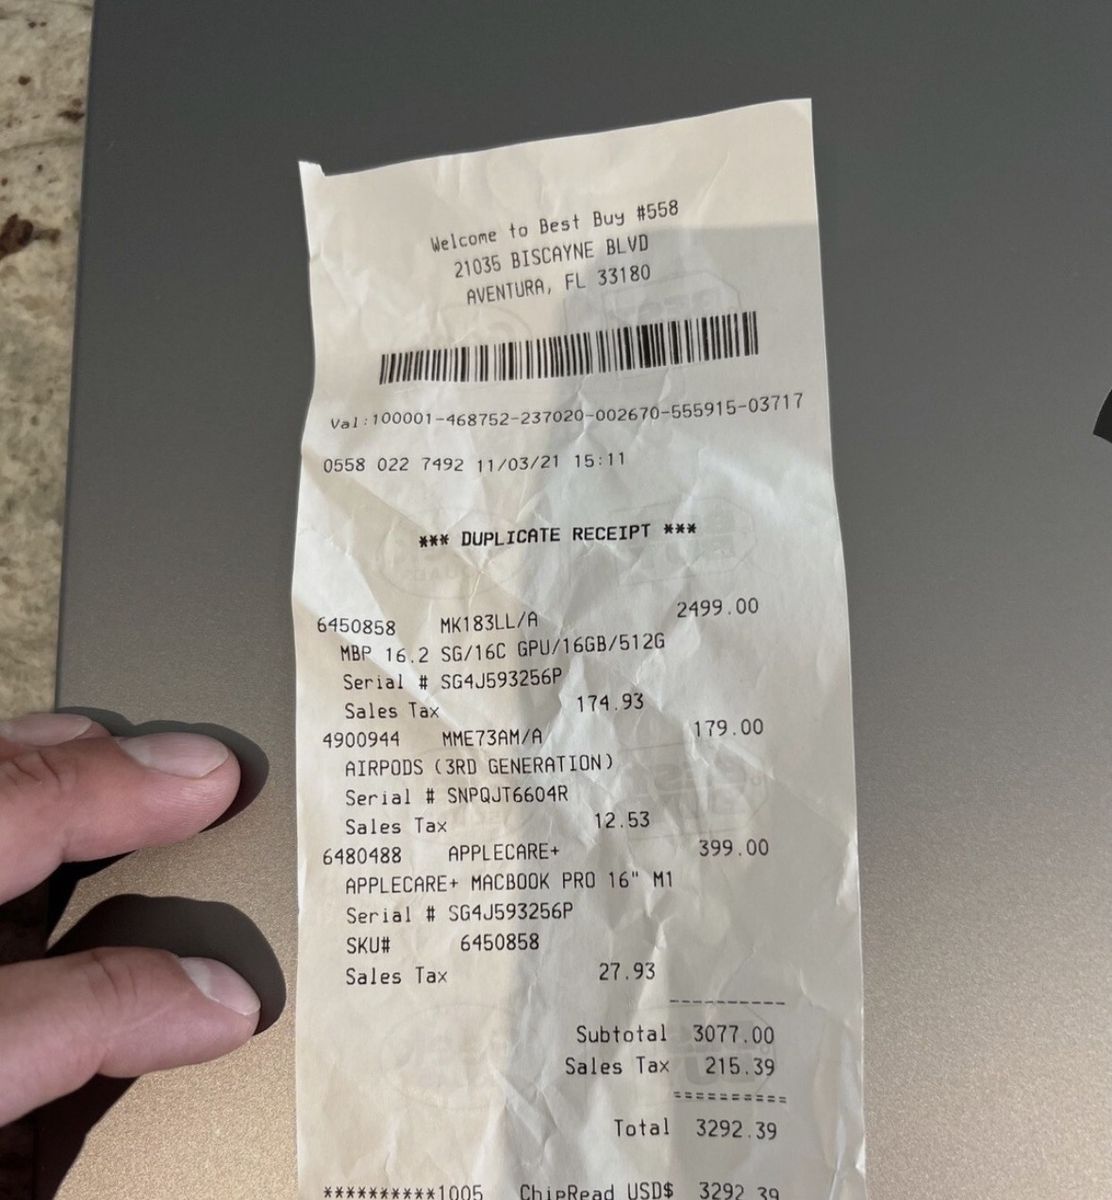 Welcome to Best Buy #558
21035 BISCAYNE BLVD
AVENTURA, FL 33180
Val:100001-468752-237020-002670-555915-03717
0558 022 7492 11/03/21 15:11
*** DUPLICATE RECEIPT ***
6450858 MK183LL/A 2499.00
MBP 16.2 SG/16C GPU/16GB/512G
Serial # SG4J593256P
Sales Tax 174.93
4900944 MME73AM/A 179.00
AIRPODS (3RD GENERATION)
Serial # SNPQJT6604R
Sales Tax 12.53
6480488 APPLECARE+ 399.00
APPLECARE+ MACBOOK PRO 16" M1
Serial # SG4J593256P
SKU# 6450858
Sales Tax 27.93
----------
Subtotal 3077.00
Sales Tax 215.39
==========
Total 3292.39
**********1005 ChipRead USD$ 3292.39